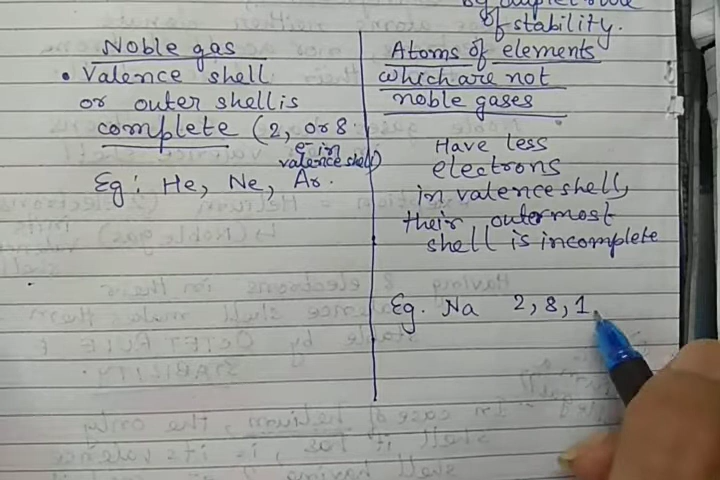 of stability.
Noble gas
• Valence shell
or outer shell is
complete (2, or 8
e⁻ in
valence shell)
Eg: He, Ne, Ar.
Atoms of elements
which are not
noble gases
Have less
electrons
in valence shell,
their outermost
shell is incomplete
Eg. Na 2, 8, 1